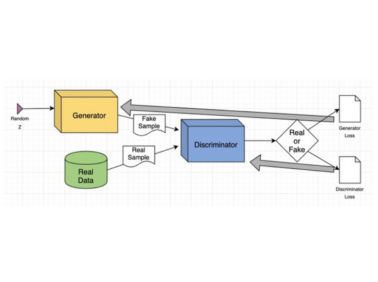 Random
Z
Generator
Fake
Sample
Real
Sample
Real
Data
Discriminator
Real
or
Fake
Generator
Loss
Discriminator
Loss